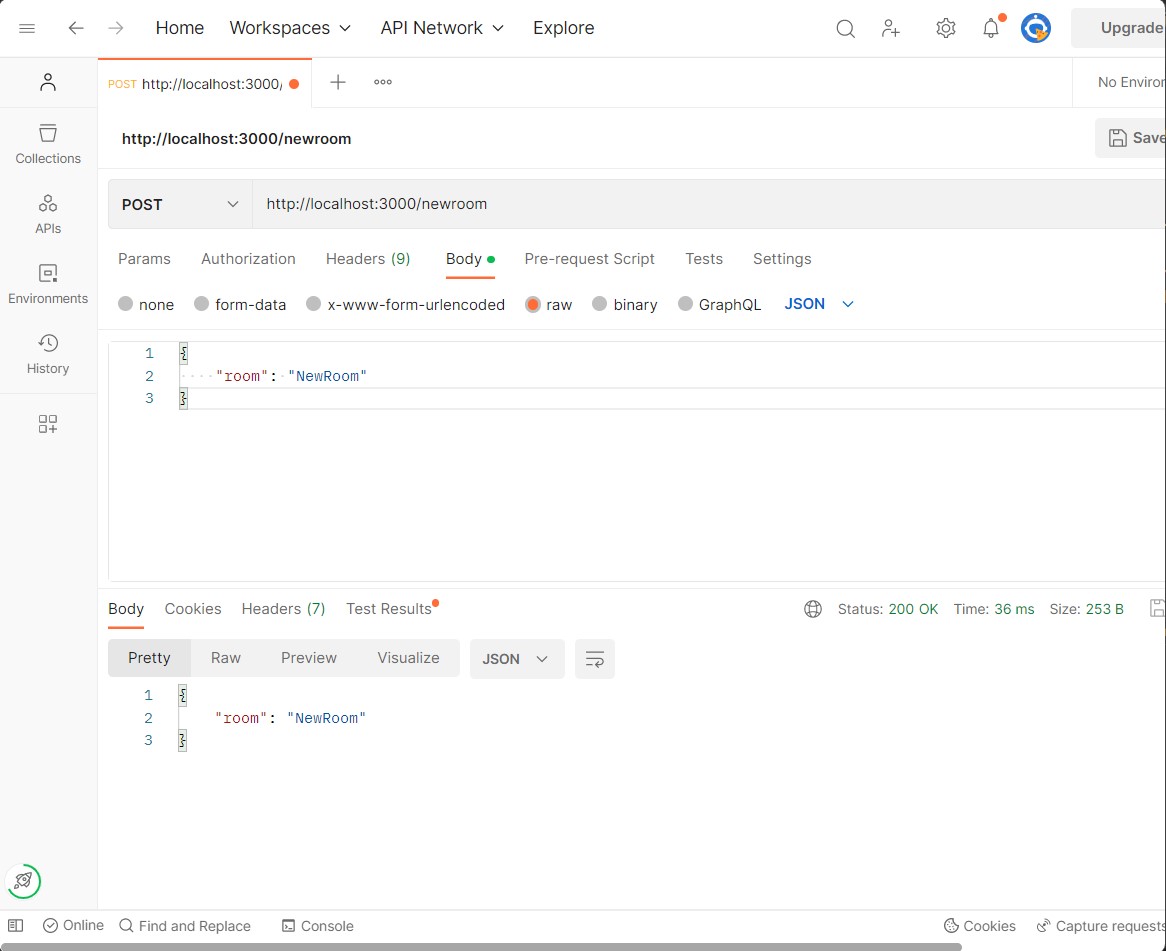 Home Workspaces API Network Explore Upgrade
POST http://localhost:3000/ No Enviro
http://localhost:3000/newroom Save
Collections
APIs
Environments
History
POST http://localhost:3000/newroom
Params Authorization Headers (9) Body Pre-request Script Tests Settings
none form-data x-www-form-urlencoded raw binary GraphQL JSON
1 {
2 "room": "NewRoom"
3 }
Body Cookies Headers (7) Test Results Status: 200 OK Time: 36 ms Size: 253 B
Pretty Raw Preview Visualize JSON
1 {
2 "room": "NewRoom"
3 }
Online Find and Replace Console Cookies Capture requests